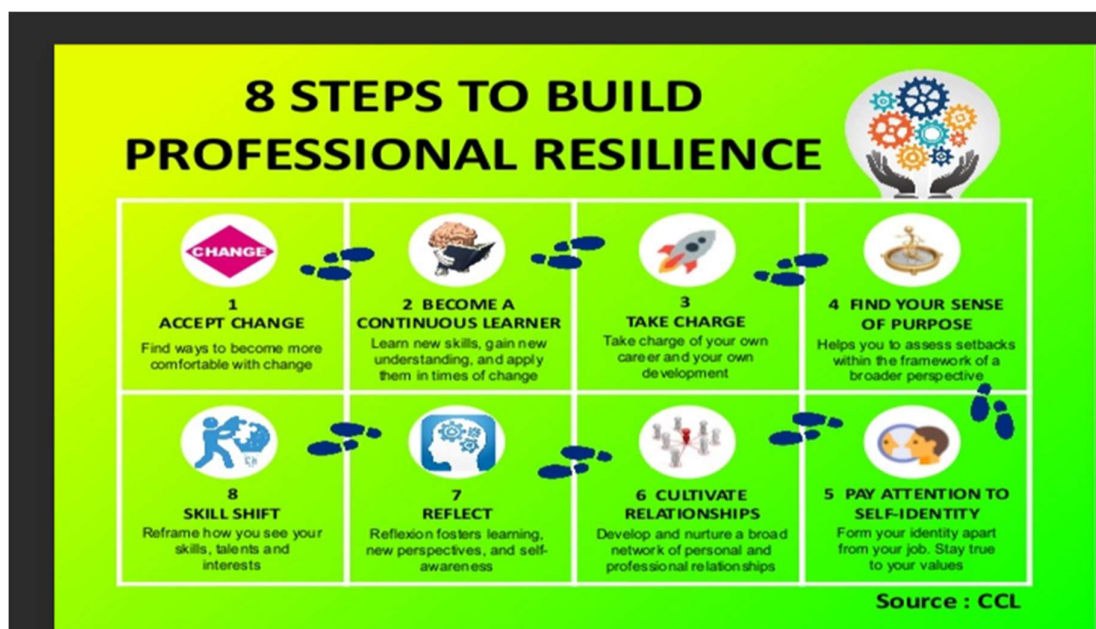 8 STEPS TO BUILD
PROFESSIONAL RESILIENCE
CHANGE
1
ACCEPT CHANGE
Find ways to become more
comfortable with change
2 BECOME A
CONTINUOUS LEARNER
Learn new skills, gain new
understanding, and apply
them in times of change
3
TAKE CHARGE
Take charge of your own
career and your own
development
4 FIND YOUR SENSE
OF PURPOSE
Helps you to assess setbacks
within the framework of a
broader perspective
5 PAY ATTENTION TO
SELF-IDENTITY
Form your identity apart
from your job. Stay true
to your values
6 CULTIVATE
RELATIONSHIPS
Develop and nurture a broad
network of personal and
professional relationships
7
REFLECT
Reflexion fosters learning,
new perspectives, and self-
awareness
8
SKILL SHIFT
Reframe how you see your
skills, talents and
interests
Source : CCL